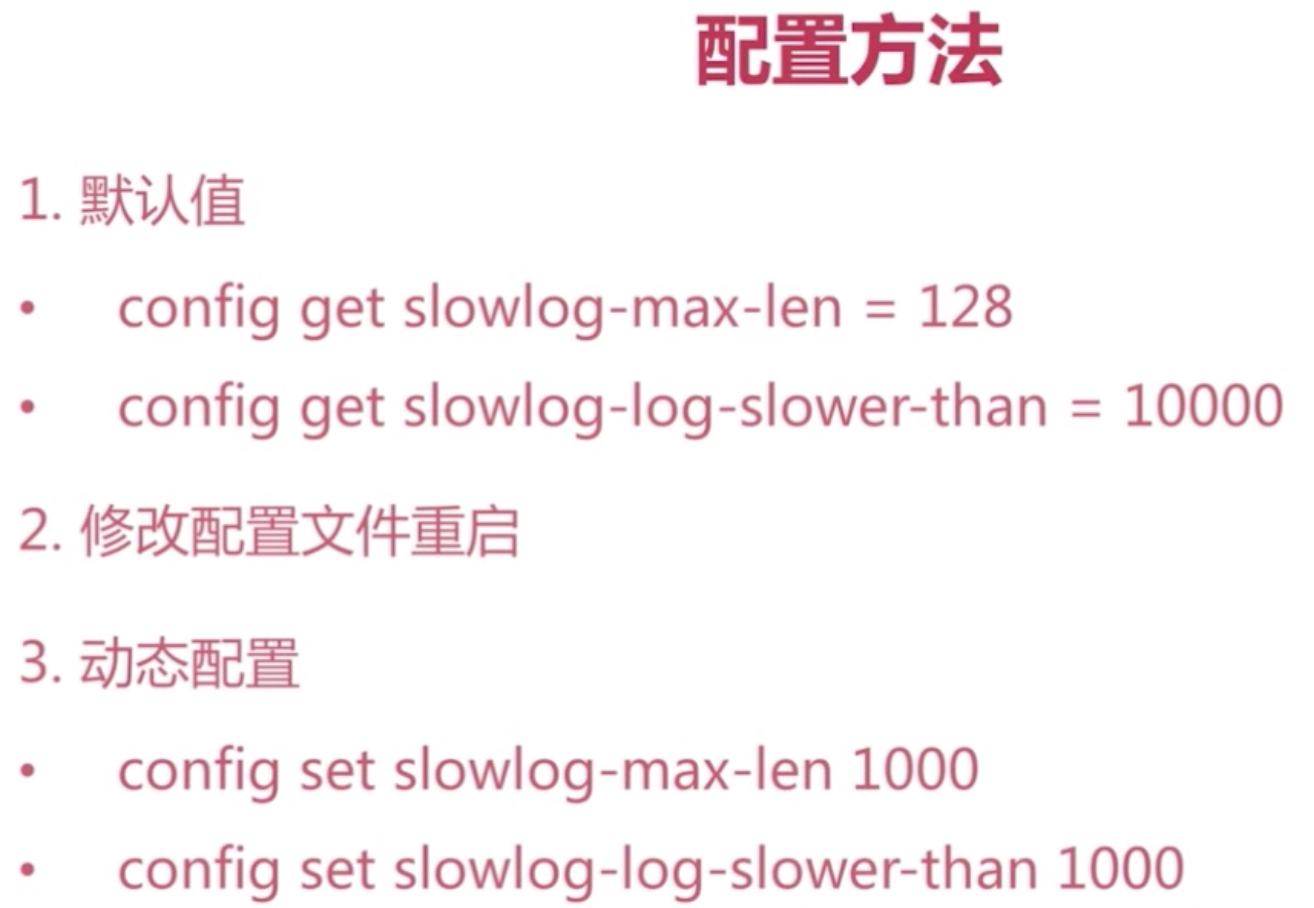 配置方法
1. 默认值
• config get slowlog-max-len = 128
• config get slowlog-log-slower-than = 10000
2. 修改配置文件重启
3. 动态配置
• config set slowlog-max-len 1000
• config set slowlog-log-slower-than 1000